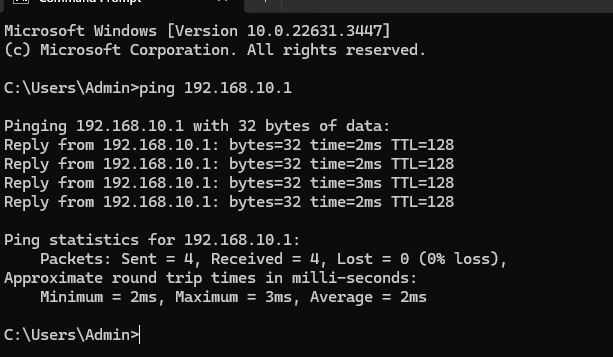 Command Prompt
Microsoft Windows [Version 10.0.22631.3447]
(c) Microsoft Corporation. All rights reserved.
C:\Users\Admin>ping 192.168.10.1
Pinging 192.168.10.1 with 32 bytes of data:
Reply from 192.168.10.1: bytes=32 time=2ms TTL=128
Reply from 192.168.10.1: bytes=32 time=2ms TTL=128
Reply from 192.168.10.1: bytes=32 time=3ms TTL=128
Reply from 192.168.10.1: bytes=32 time=2ms TTL=128
Ping statistics for 192.168.10.1:
    Packets: Sent = 4, Received = 4, Lost = 0 (0% loss),
Approximate round trip times in milli-seconds:
    Minimum = 2ms, Maximum = 3ms, Average = 2ms
C:\Users\Admin>